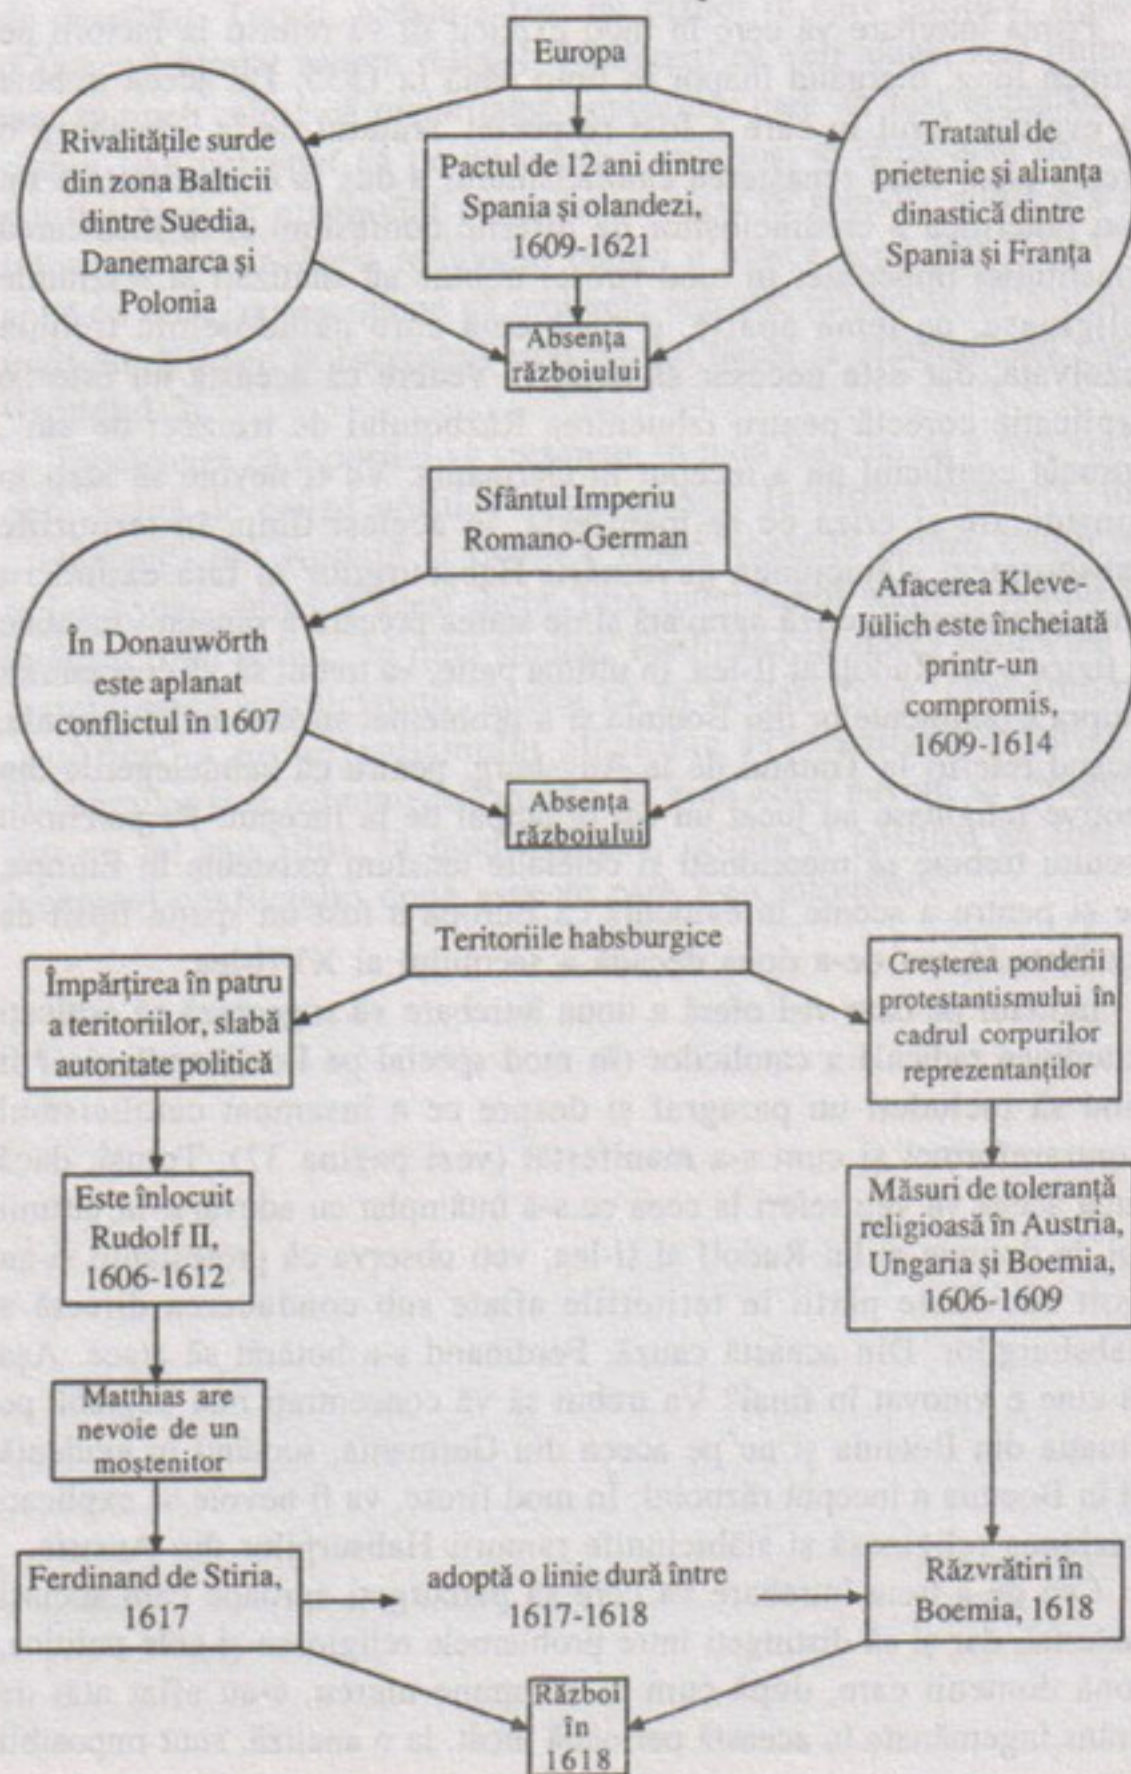 Europa
Rivalitățile surde
din zona Balticii
dintre Suedia,
Danemarca și
Polonia
Pactul de 12 ani dintre
Spania și olandezi,
1609-1621
Tratatul de
prietenie și alianța
dinastică dintre
Spania și Franța
Absența
războiului
Sfântul Imperiu
Romano-German
În Donauwörth
este aplanat
conflictul în 1607
Afacerea Kleve-
Jülich este încheiată
printr-un
compromis,
1609-1614
Absența
războiului
Teritoriile habsburgice
Împărțirea în patru
a teritoriilor, slabă
autoritate politică
Creșterea ponderii
protestantismului în
cadrul corpurilor
reprezentanților
Este înlocuit
Rudolf II,
1606-1612
Măsuri de toleranță
religioasă în Austria,
Ungaria și Boemia,
1606-1609
Matthias are
nevoie de un
moștenitor
Ferdinand de Stiria,
1617
adoptă o linie dură între
1617-1618
Răzvrătiri în
Boemia, 1618
Război
în
1618